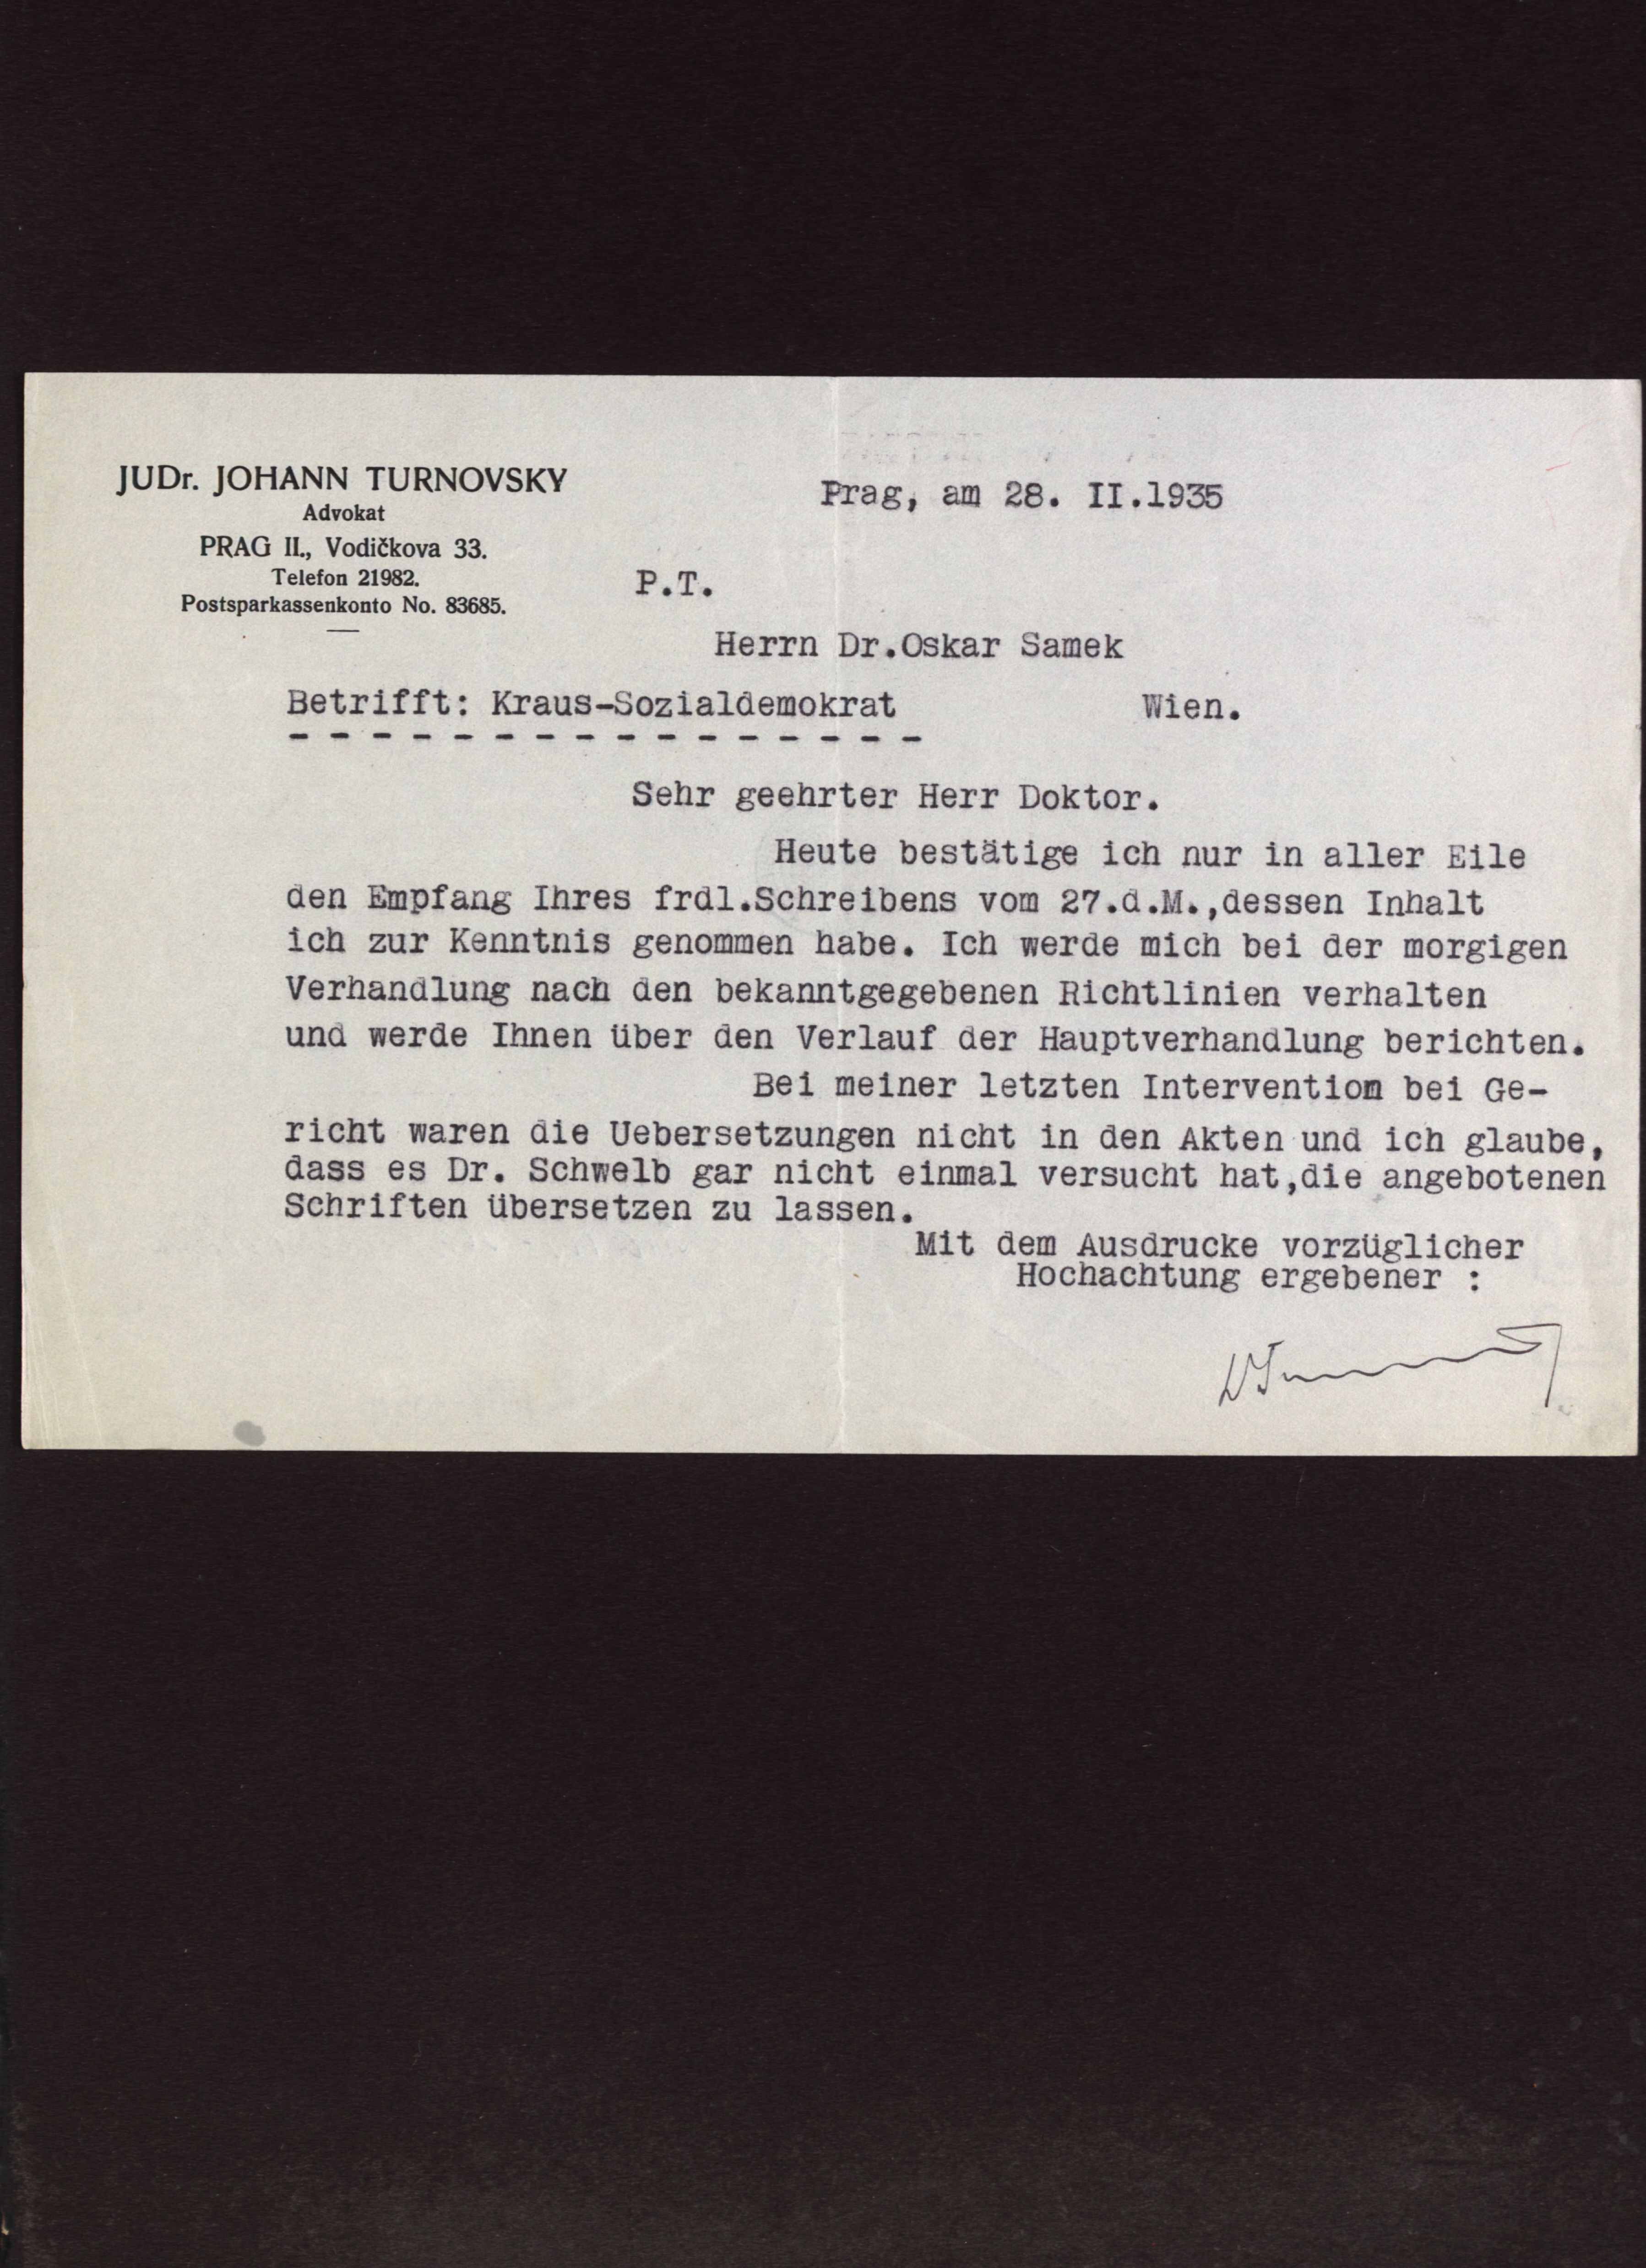 JUDr. JOHANN TURNOVSKY
Advokat
PRAG II., Vodičkova 33.
Telefon 21982.
Postsparkassenkonto No. 83685.
Prag, am 28. II.1935
P.T.
Herrn Dr.Oskar Samek
Betrifft: Kraus-Sozialdemokrat Wien.
Sehr geehrter Herr Doktor.
Heute bestätige ich nur in aller Eile
den Empfang Ihres frdl.Schreibens vom 27.d.M.,dessen Inhalt
ich zur Kenntnis genommen habe. Ich werde mich bei der morgigen
Verhandlung nach den bekanntgegebenen Richtlinien verhalten
und werde Ihnen über den Verlauf der Hauptverhandlung berichten.
Bei meiner letzten Intervention bei Ge-
richt waren die Uebersetzungen nicht in den Akten und ich glaube,
dass es Dr. Schwelb gar nicht einmal versucht hat,die angebotenen
Schriften übersetzen zu lassen.
Mit dem Ausdrucke vorzüglicher
Hochachtung ergebener :